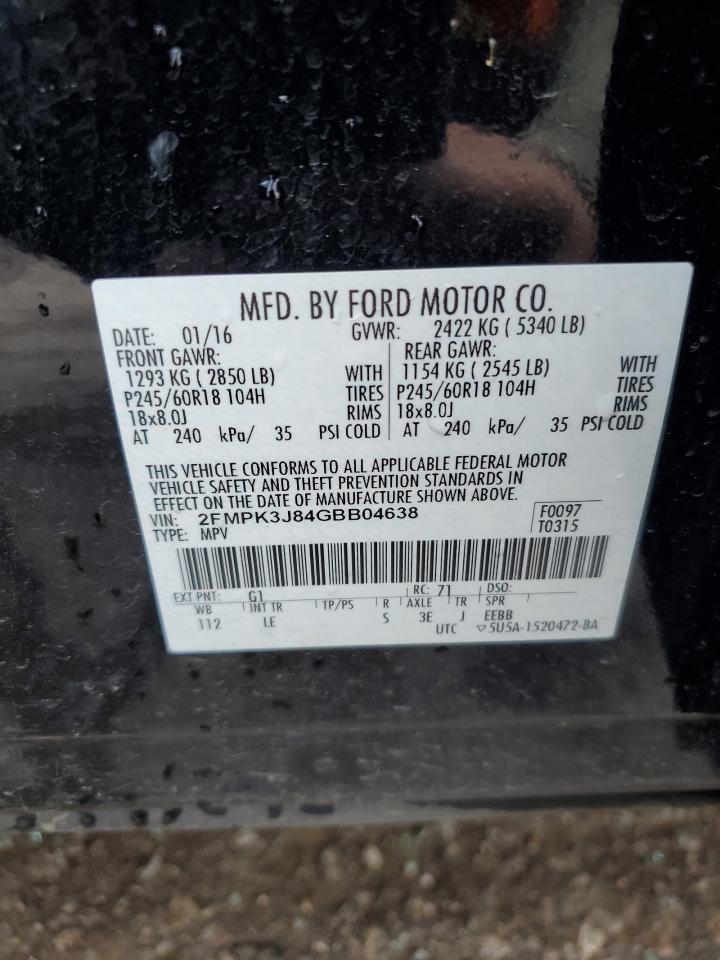 MFD. BY FORD MOTOR CO.
DATE: 01/16 GVWR: 2422 KG ( 5340 LB)
FRONT GAWR: REAR GAWR:
1293 KG ( 2850 LB) WITH 1154 KG ( 2545 LB) WITH
P245/60R18 104H TIRES P245/60R18 104H TIRES
18x8.0J RIMS 18x8.0J RIMS
AT 240 kPa/ 35 PSI COLD AT 240 kPa/ 35 PSI COLD
THIS VEHICLE CONFORMS TO ALL APPLICABLE FEDERAL MOTOR
VEHICLE SAFETY AND THEFT PREVENTION STANDARDS IN
EFFECT ON THE DATE OF MANUFACTURE SHOWN ABOVE.
VIN: 2FMPK3J84GBB04638 F0097
TYPE: MPV T0315
EXT PNT: G1 RC: 71 DSO:
WB INT TR TP/PS R AXLE TR SPR
112 LE S 3E J EEBB
UTC ▽5U5A-1520472-BA